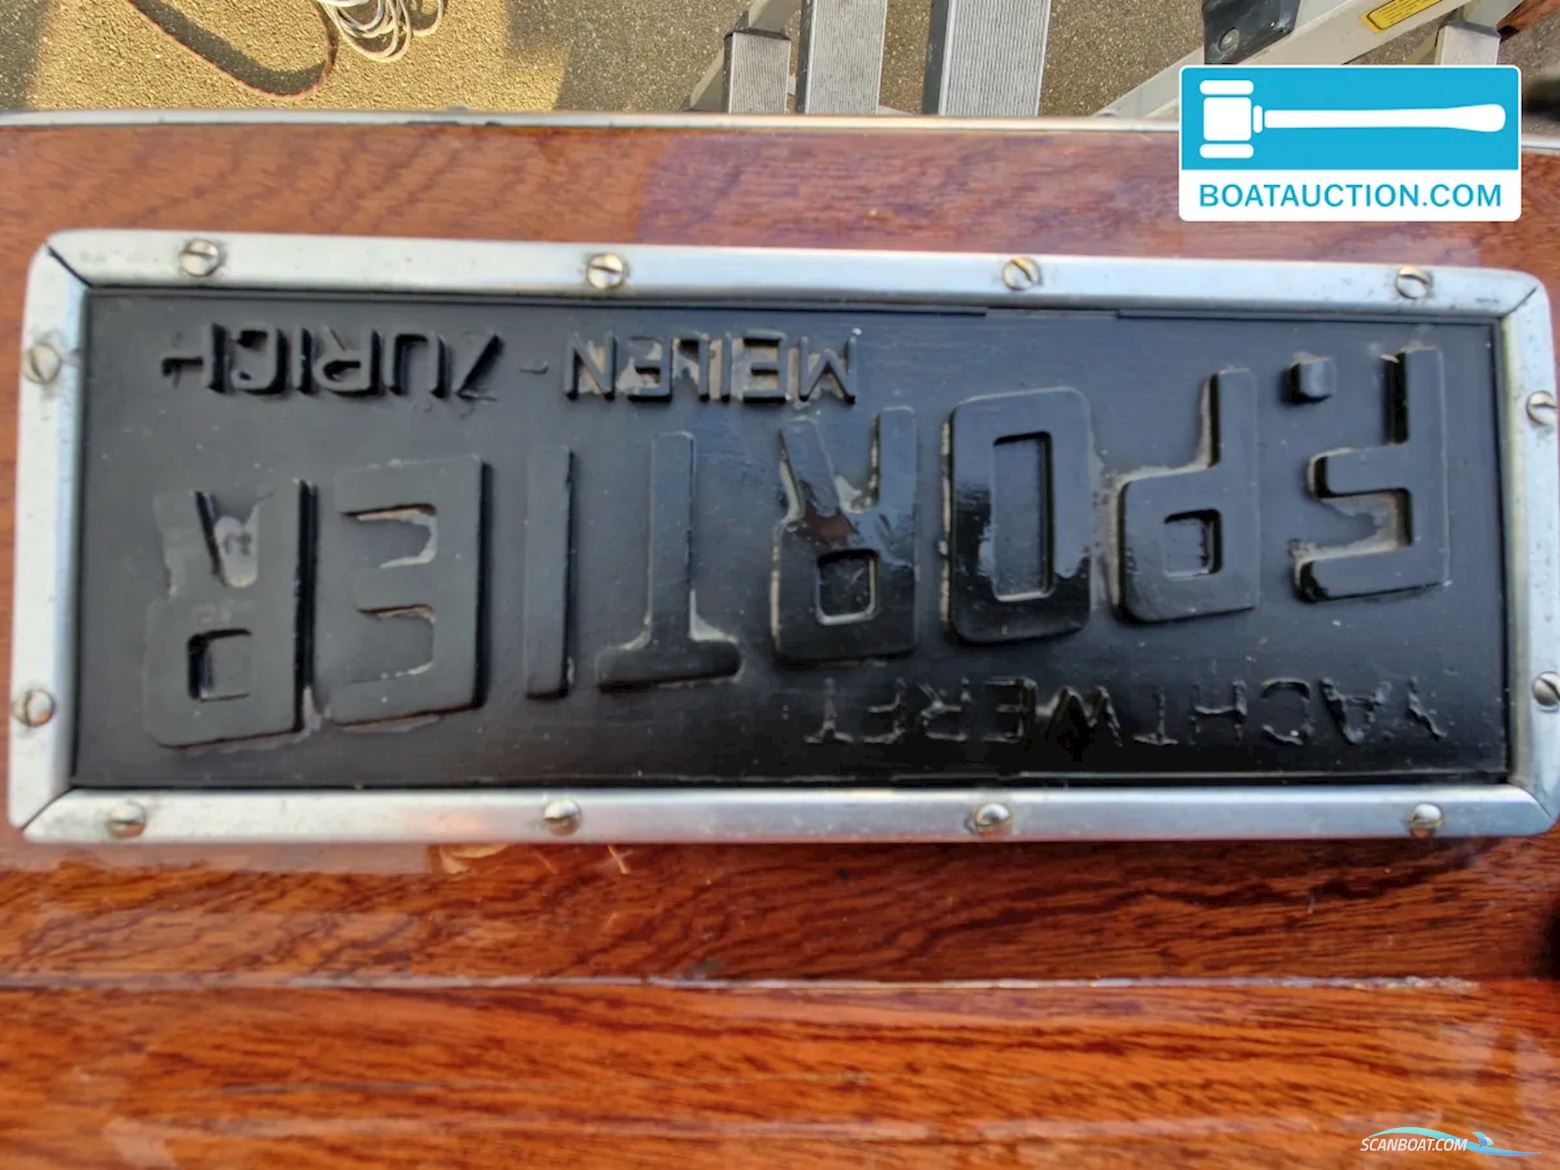 YACHTWERFT
F. PORTIER
MEILEN - ZURICH
BOATAUCTION.COM
SCANBOAT.COM